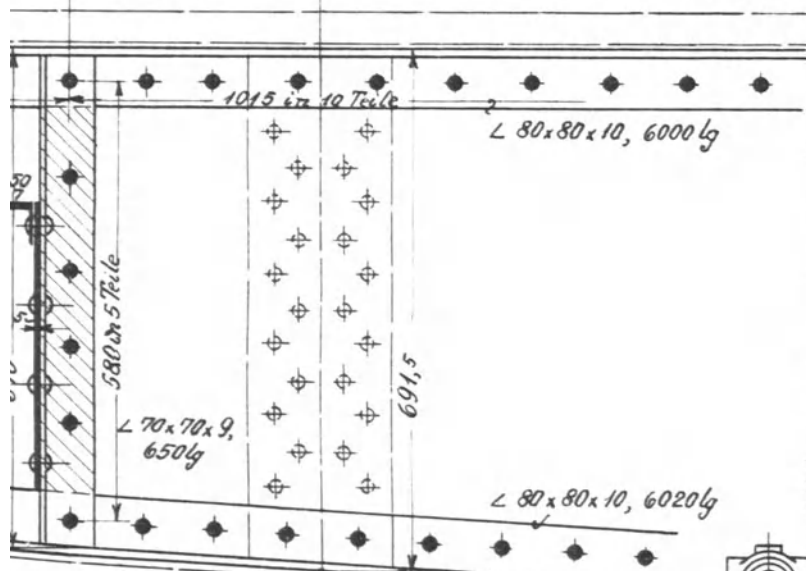 1015 in 10 Teile
∠ 80×80×10, 6000 lg
50
580 in 5 Teile
691,5
∠ 70×70×9,
650 lg
∠ 80×80×10, 6020 lg